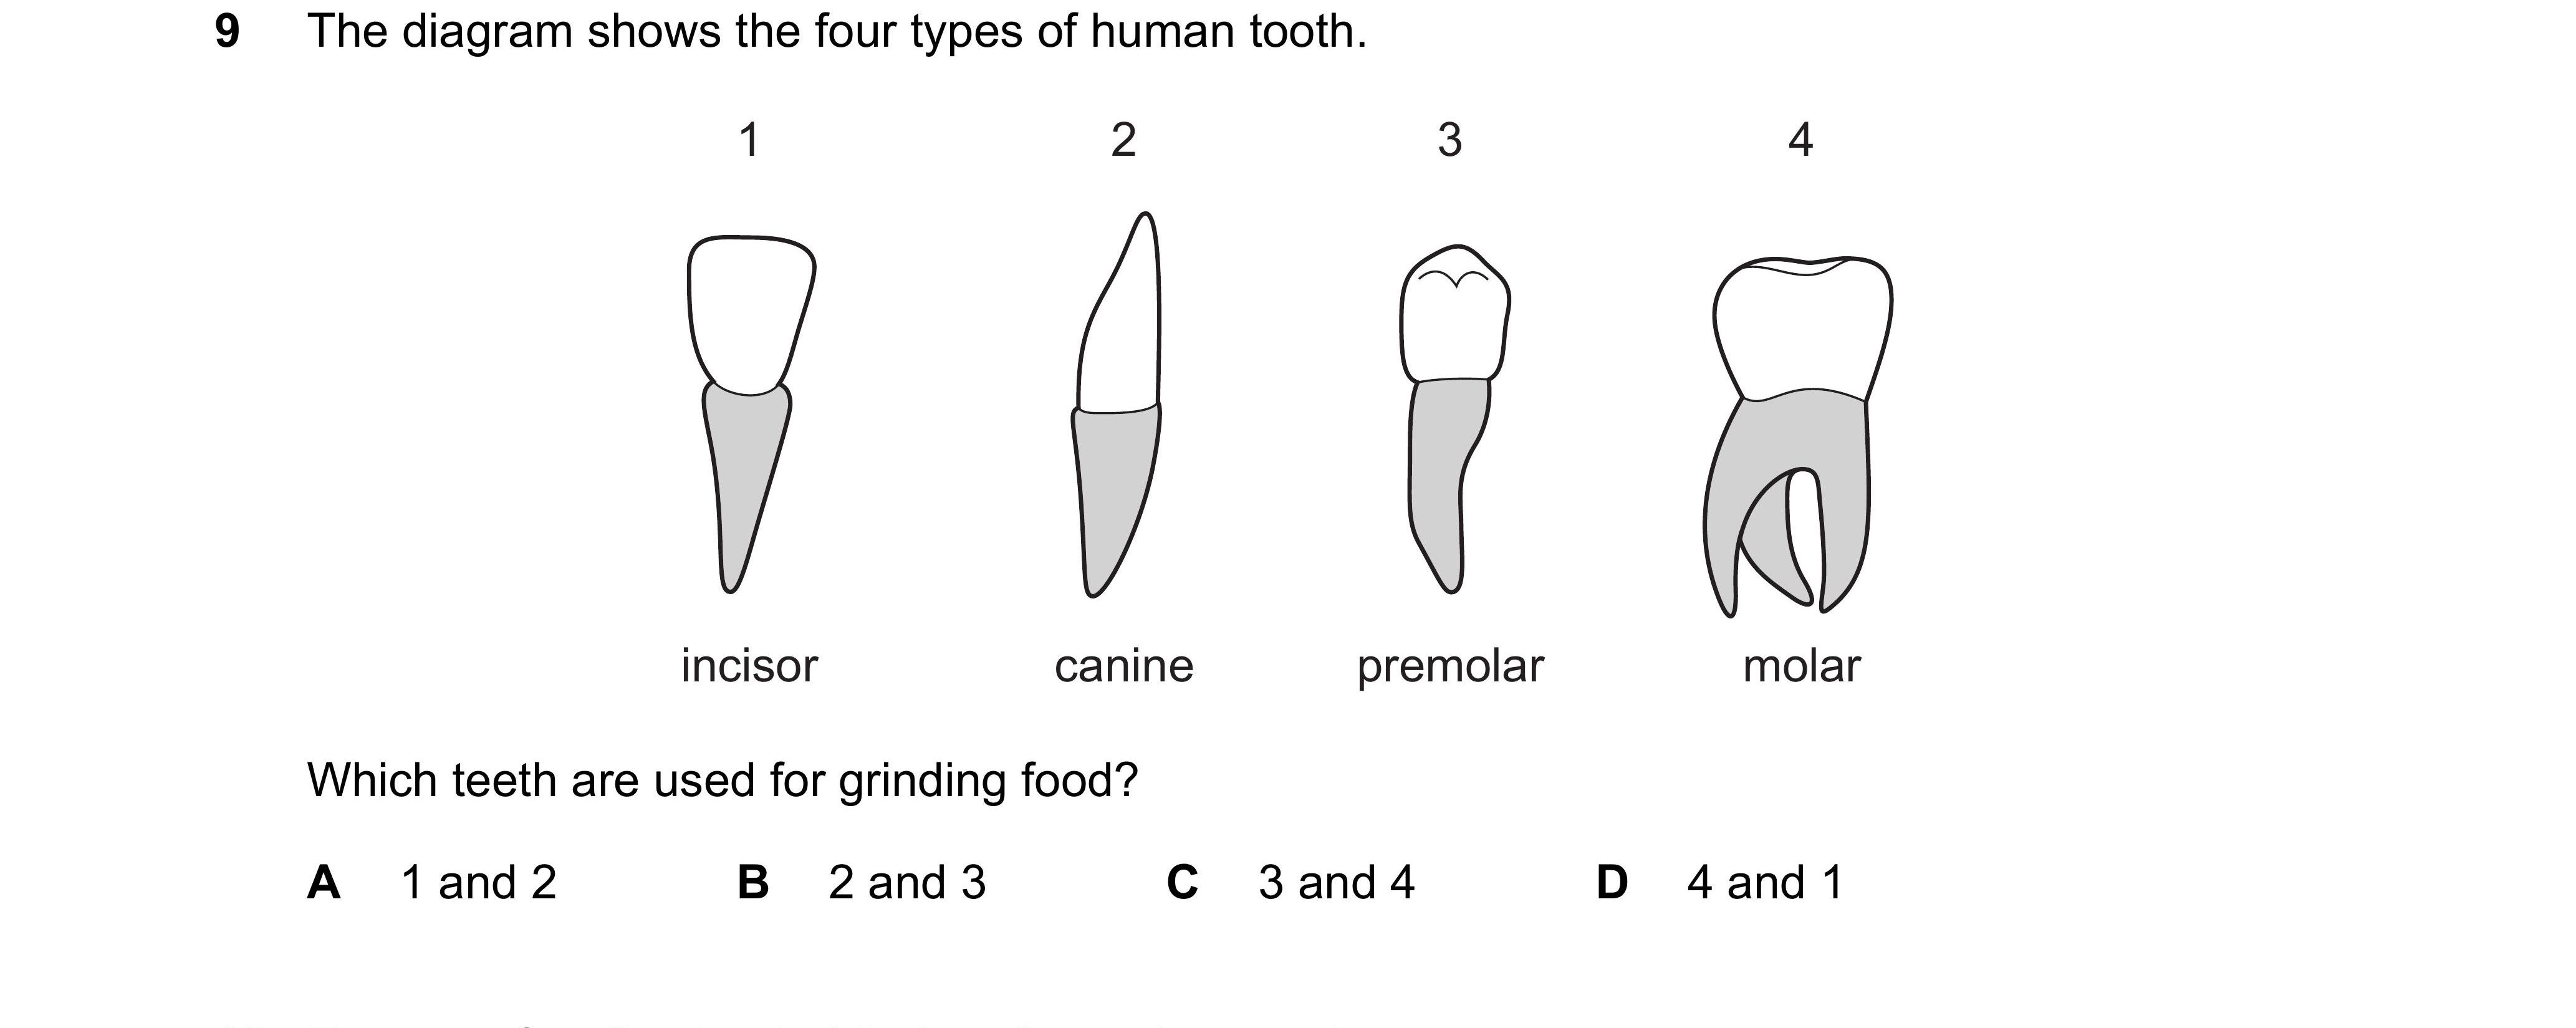 9 The diagram shows the four types of human tooth.
1 2 3 4
incisor canine premolar molar
Which teeth are used for grinding food?
A 1 and 2 B 2 and 3 C 3 and 4 D 4 and 1